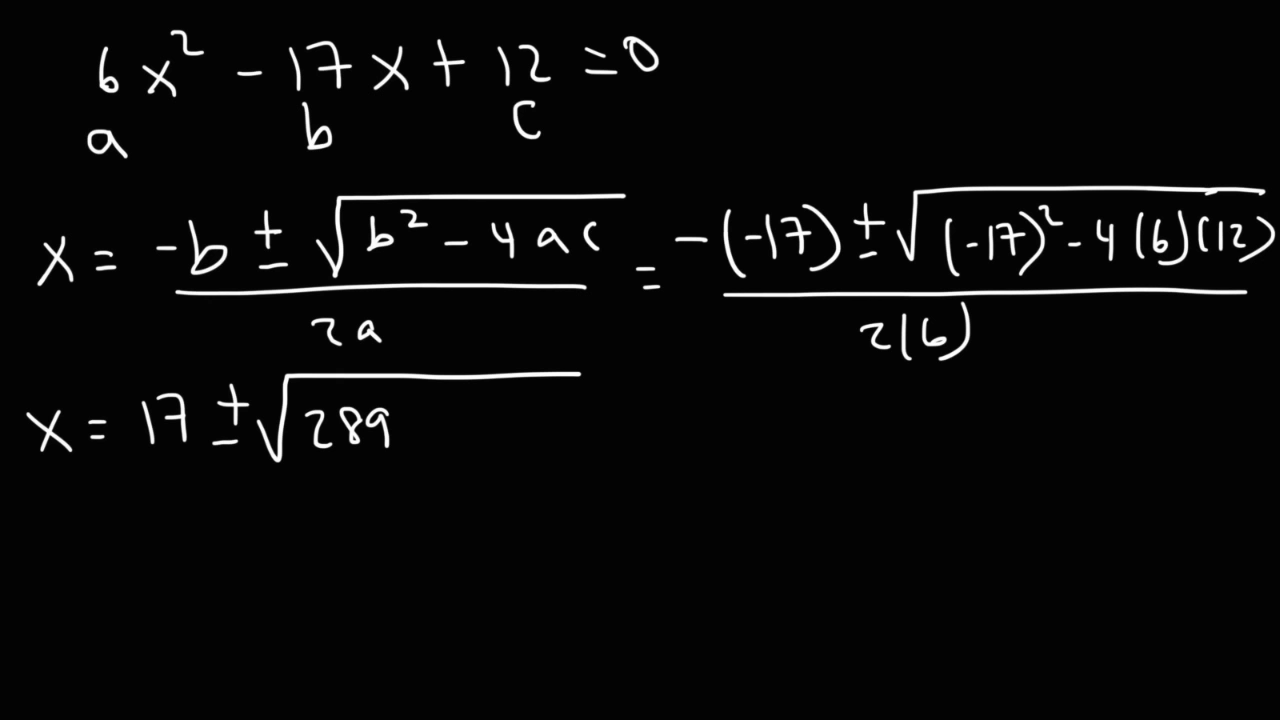 6x² - 17x + 12 = 0
a b c
x = -b ± √(b² - 4ac) / 2a = -(-17) ± √((-17)² - 4(6)(12)) / 2(6)
x = 17 ± √289